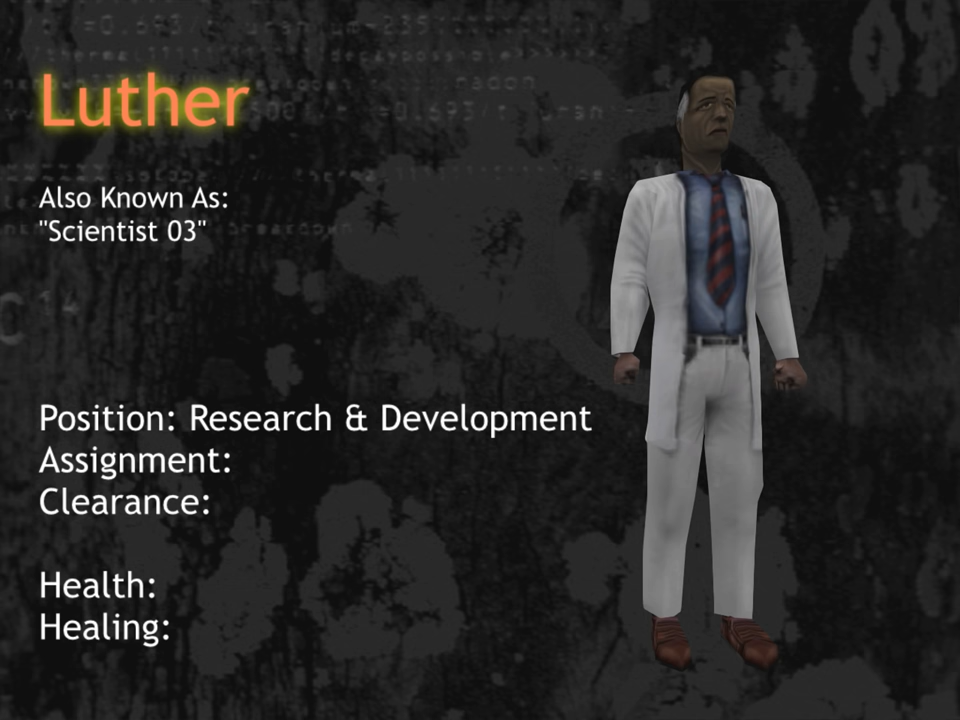 Luther
Also Known As:
"Scientist 03"
Position: Research & Development
Assignment:
Clearance:
Health:
Healing: